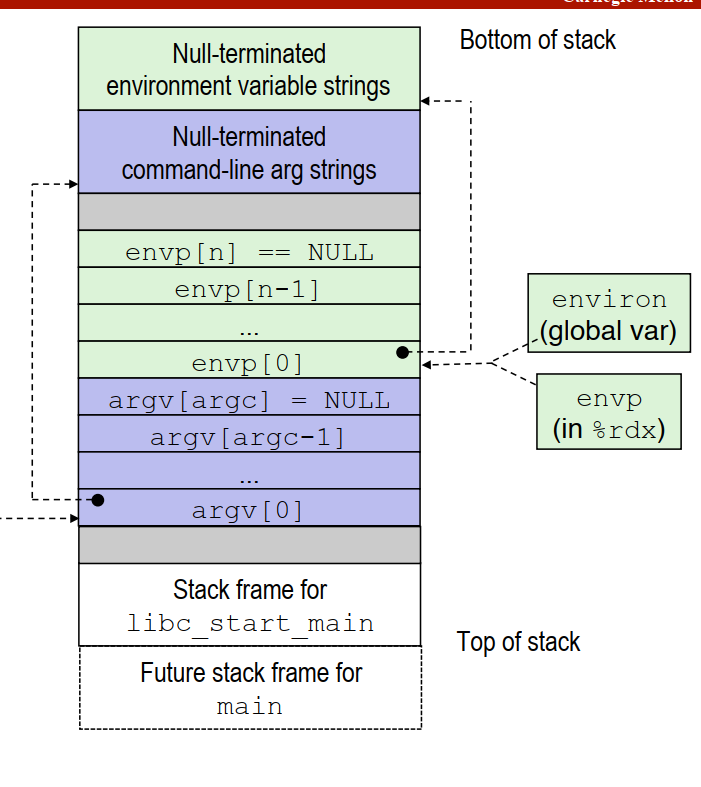 Bottom of stack
Null-terminated
environment variable strings
Null-terminated
command-line arg strings
envp[n] == NULL
envp[n-1]
...
envp[0]
argv[argc] = NULL
argv[argc-1]
...
argv[0]
environ
(global var)
envp
(in %rdx)
Stack frame for
libc_start_main
Top of stack
Future stack frame for
main